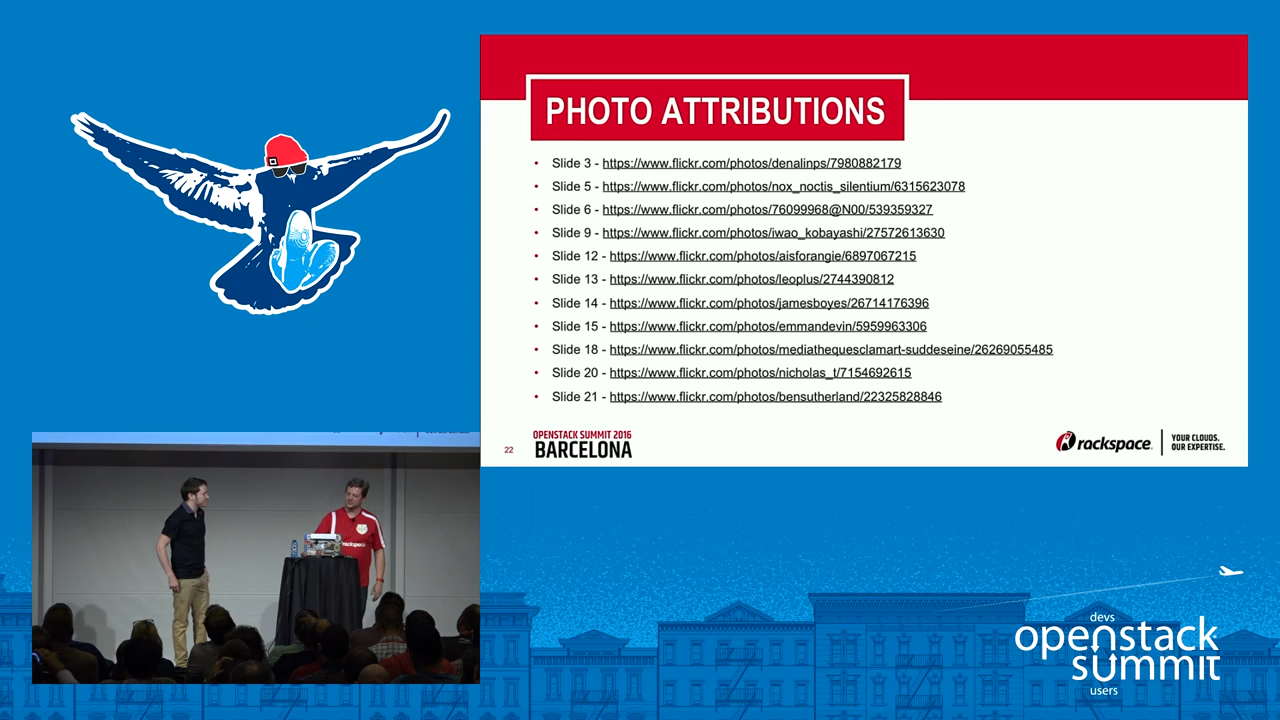 PHOTO ATTRIBUTIONS
• Slide 3 - https://www.flickr.com/photos/denalinps/7980882179
• Slide 5 - https://www.flickr.com/photos/nox_noctis_silentium/6315623078
• Slide 6 - https://www.flickr.com/photos/76099968@N00/539359327
• Slide 9 - https://www.flickr.com/photos/iwao_kobayashi/27572613630
• Slide 12 - https://www.flickr.com/photos/aisforangie/6897067215
• Slide 13 - https://www.flickr.com/photos/leoplus/2744390812
• Slide 14 - https://www.flickr.com/photos/jamesboyes/26714176396
• Slide 15 - https://www.flickr.com/photos/emmandevin/5959963306
• Slide 18 - https://www.flickr.com/photos/mediathequesclamart-suddeseine/26269055485
• Slide 20 - https://www.flickr.com/photos/nicholas_t/7154692615
• Slide 21 - https://www.flickr.com/photos/bensutherland/22325828846
22
OPENSTACK SUMMIT 2016
BARCELONA
rackspace.
YOUR CLOUDS.
OUR EXPERTISE.
rackspace
devs
openstack
summit
users